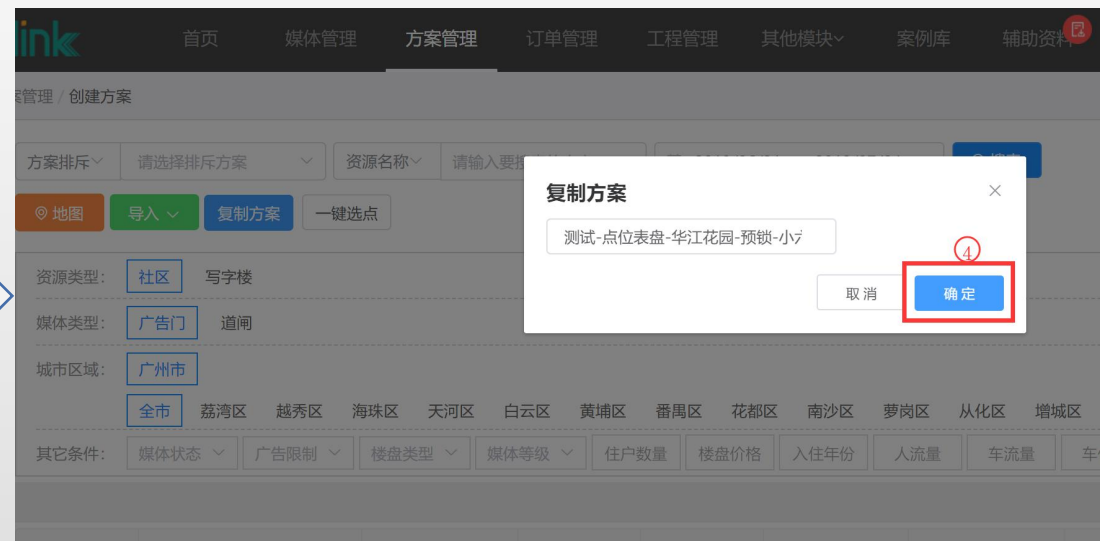 link 首页 媒体管理 方案管理 订单管理 工程管理 其他模块 案例库 辅助资料
案管理 / 创建方案
方案排斥 请选择排斥方案 资源名称 请输入要搜
地图 导入 复制方案 一键选点
复制方案
测试-点位表盘-华江花园-预锁-小六
④
取消 确定
资源类型: 社区 写字楼
媒体类型: 广告门 道闸
城市区域: 广州市
全市 荔湾区 越秀区 海珠区 天河区 白云区 黄埔区 番禺区 花都区 南沙区 萝岗区 从化区 增城区
其它条件: 媒体状态 广告限制 楼盘类型 媒体等级 住户数量 楼盘价格 入住年份 人流量 车流量 车